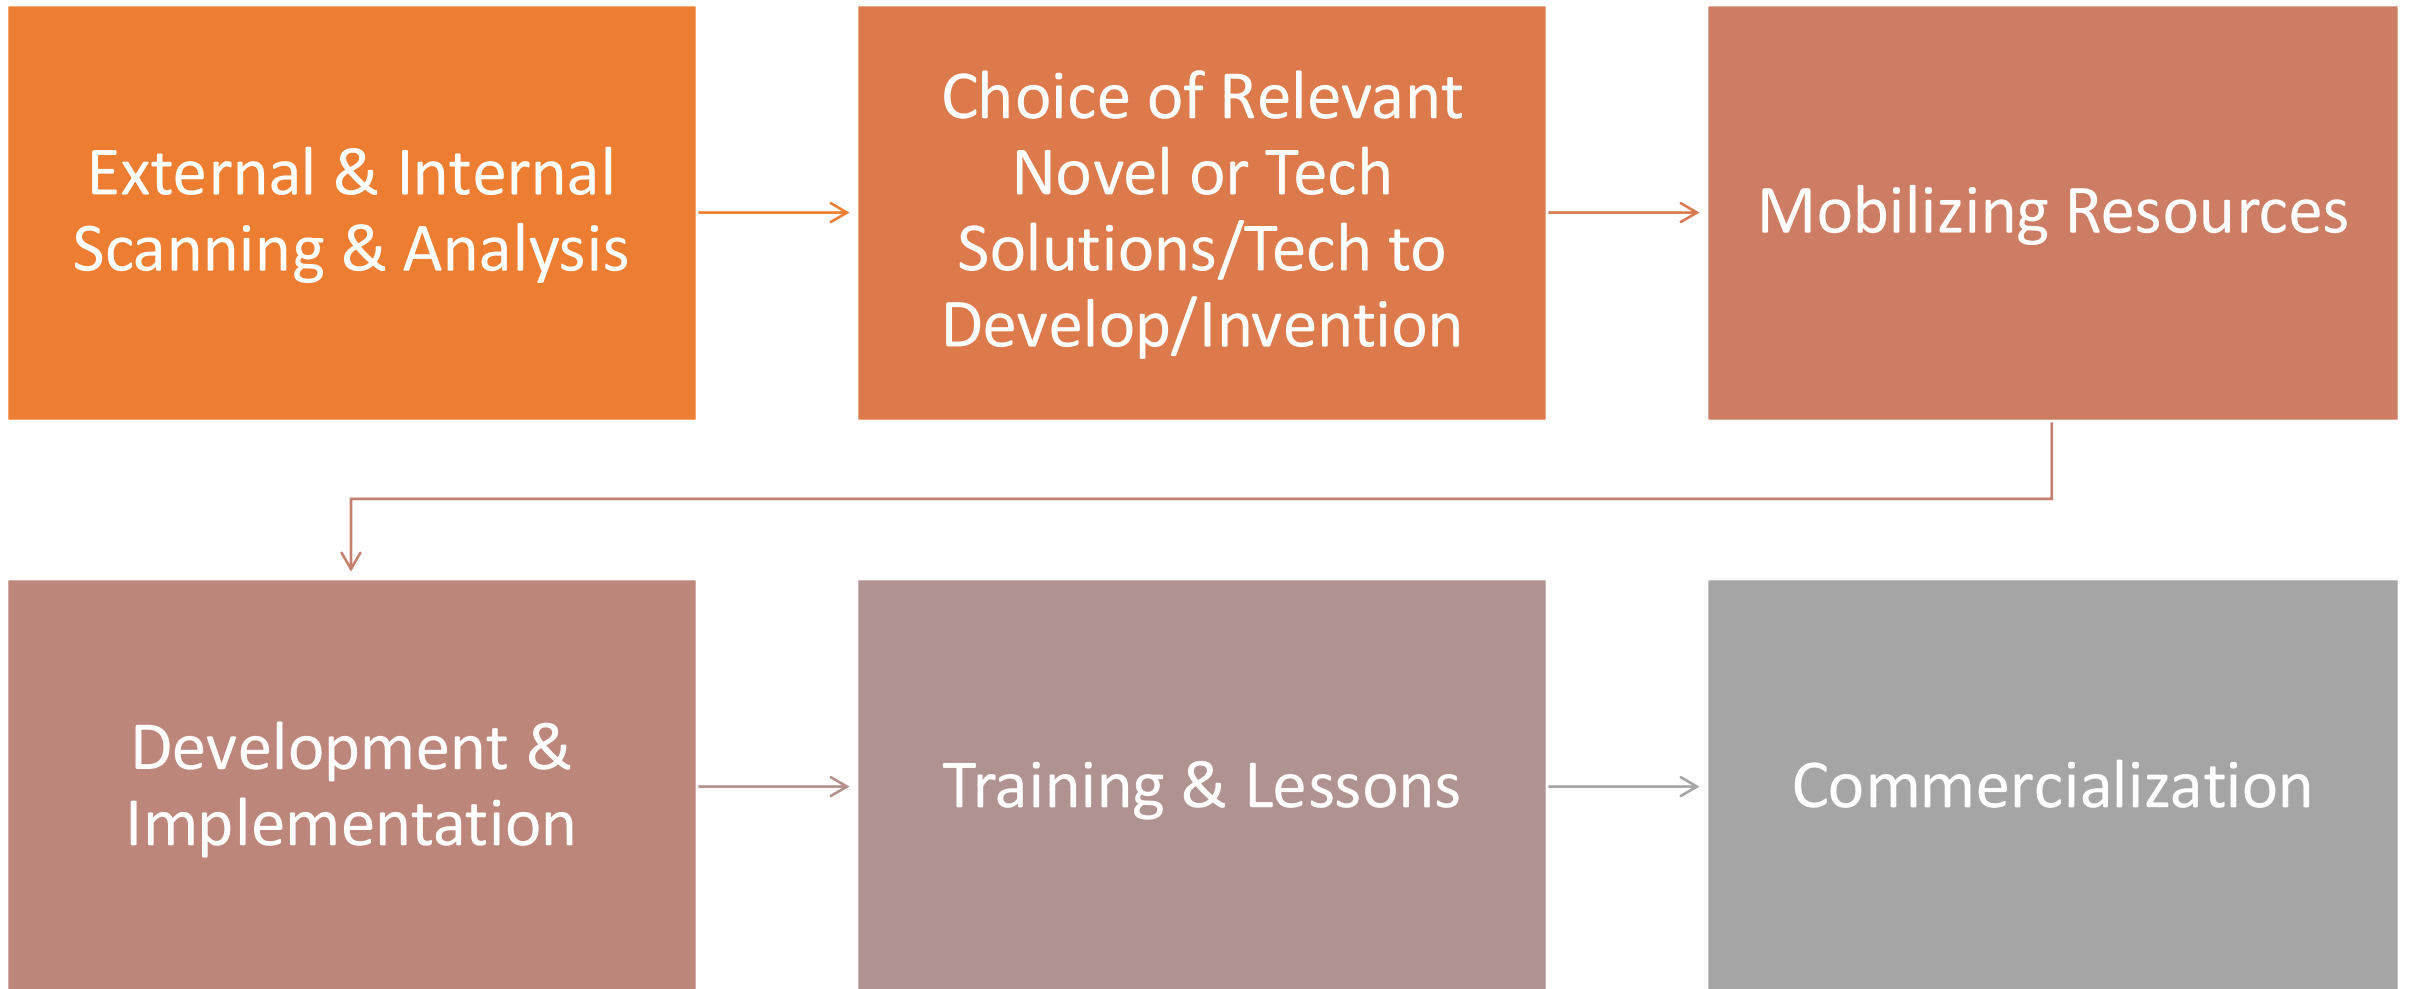 External & Internal
Scanning & Analysis
Choice of Relevant
Novel or Tech
Solutions/Tech to
Develop/Invention
Mobilizing Resources
Development &
Implementation
Training & Lessons
Commercialization